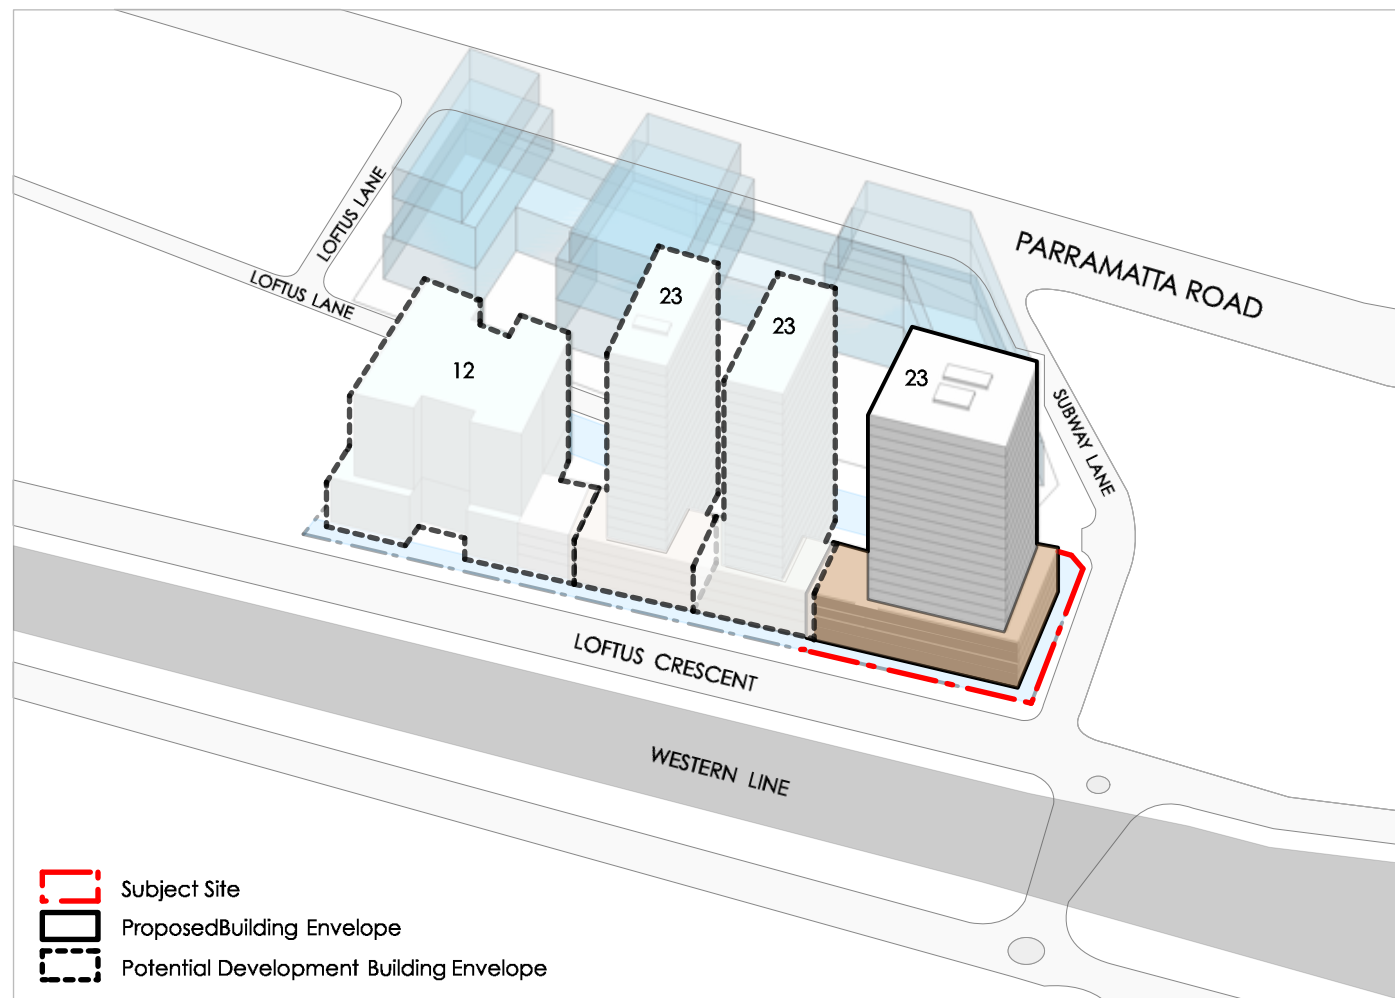 LOFTUS LANE
LOFTUS LANE
PARRAMATTA ROAD
23
23
12
23
SUBWAY LANE
LOFTUS CRESCENT
WESTERN LINE
Subject Site
ProposedBuilding Envelope
Potential Development Building Envelope